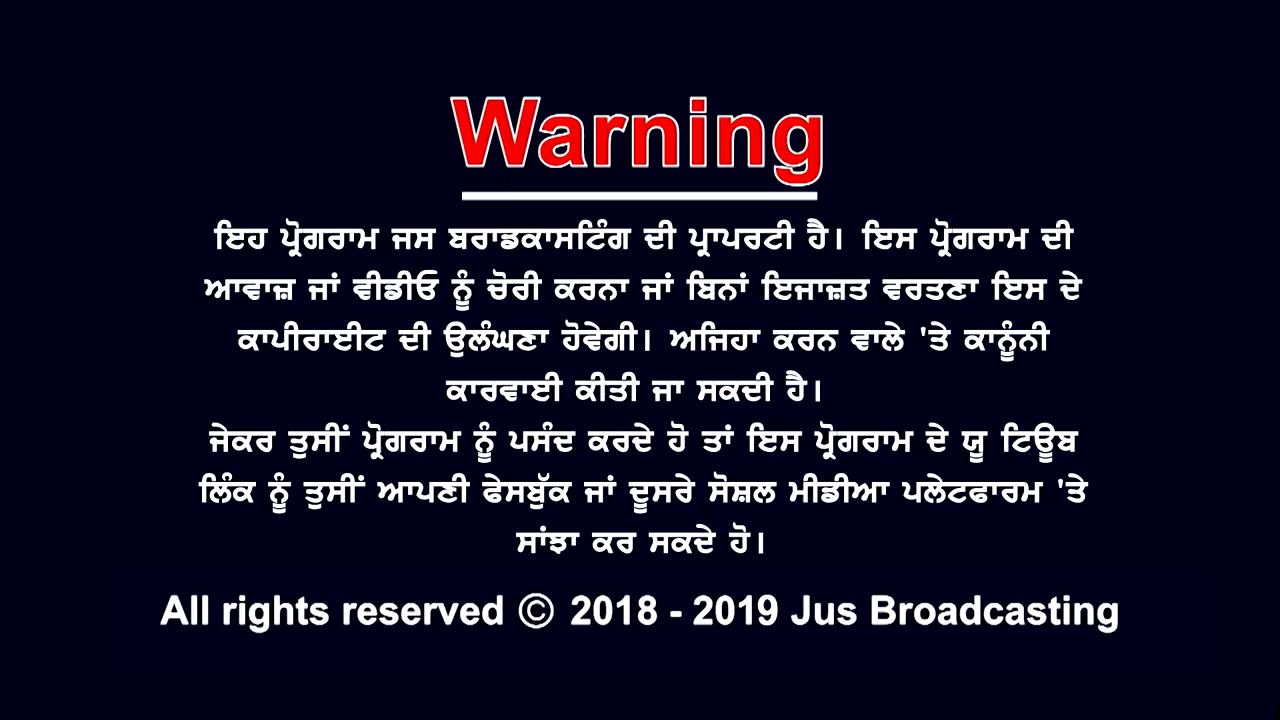 Warning
ਇਹ ਪ੍ਰੋਗਰਾਮ ਜਸ ਬਰਾਡਕਾਸਟਿੰਗ ਦੀ ਪ੍ਰਾਪਰਟੀ ਹੈ। ਇਸ ਪ੍ਰੋਗਰਾਮ ਦੀ
ਆਵਾਜ਼ ਜਾਂ ਵੀਡੀਓ ਨੂੰ ਚੋਰੀ ਕਰਨਾ ਜਾਂ ਬਿਨਾਂ ਇਜਾਜ਼ਤ ਵਰਤਣਾ ਇਸ ਦੇ
ਕਾਪੀਰਾਈਟ ਦੀ ਉਲੰਘਣਾ ਹੋਵੇਗੀ। ਅਜਿਹਾ ਕਰਨ ਵਾਲੇ 'ਤੇ ਕਾਨੂੰਨੀ
ਕਾਰਵਾਈ ਕੀਤੀ ਜਾ ਸਕਦੀ ਹੈ।
ਜੇਕਰ ਤੁਸੀਂ ਪ੍ਰੋਗਰਾਮ ਨੂੰ ਪਸੰਦ ਕਰਦੇ ਹੋ ਤਾਂ ਇਸ ਪ੍ਰੋਗਰਾਮ ਦੇ ਯੂ ਟਿਊਬ
ਲਿੰਕ ਨੂੰ ਤੁਸੀਂ ਆਪਣੀ ਫੇਸਬੁੱਕ ਜਾਂ ਦੂਸਰੇ ਸੋਸ਼ਲ ਮੀਡੀਆ ਪਲੇਟਫਾਰਮ 'ਤੇ
ਸਾਂਝਾ ਕਰ ਸਕਦੇ ਹੋ।
All rights reserved © 2018 - 2019 Jus Broadcasting